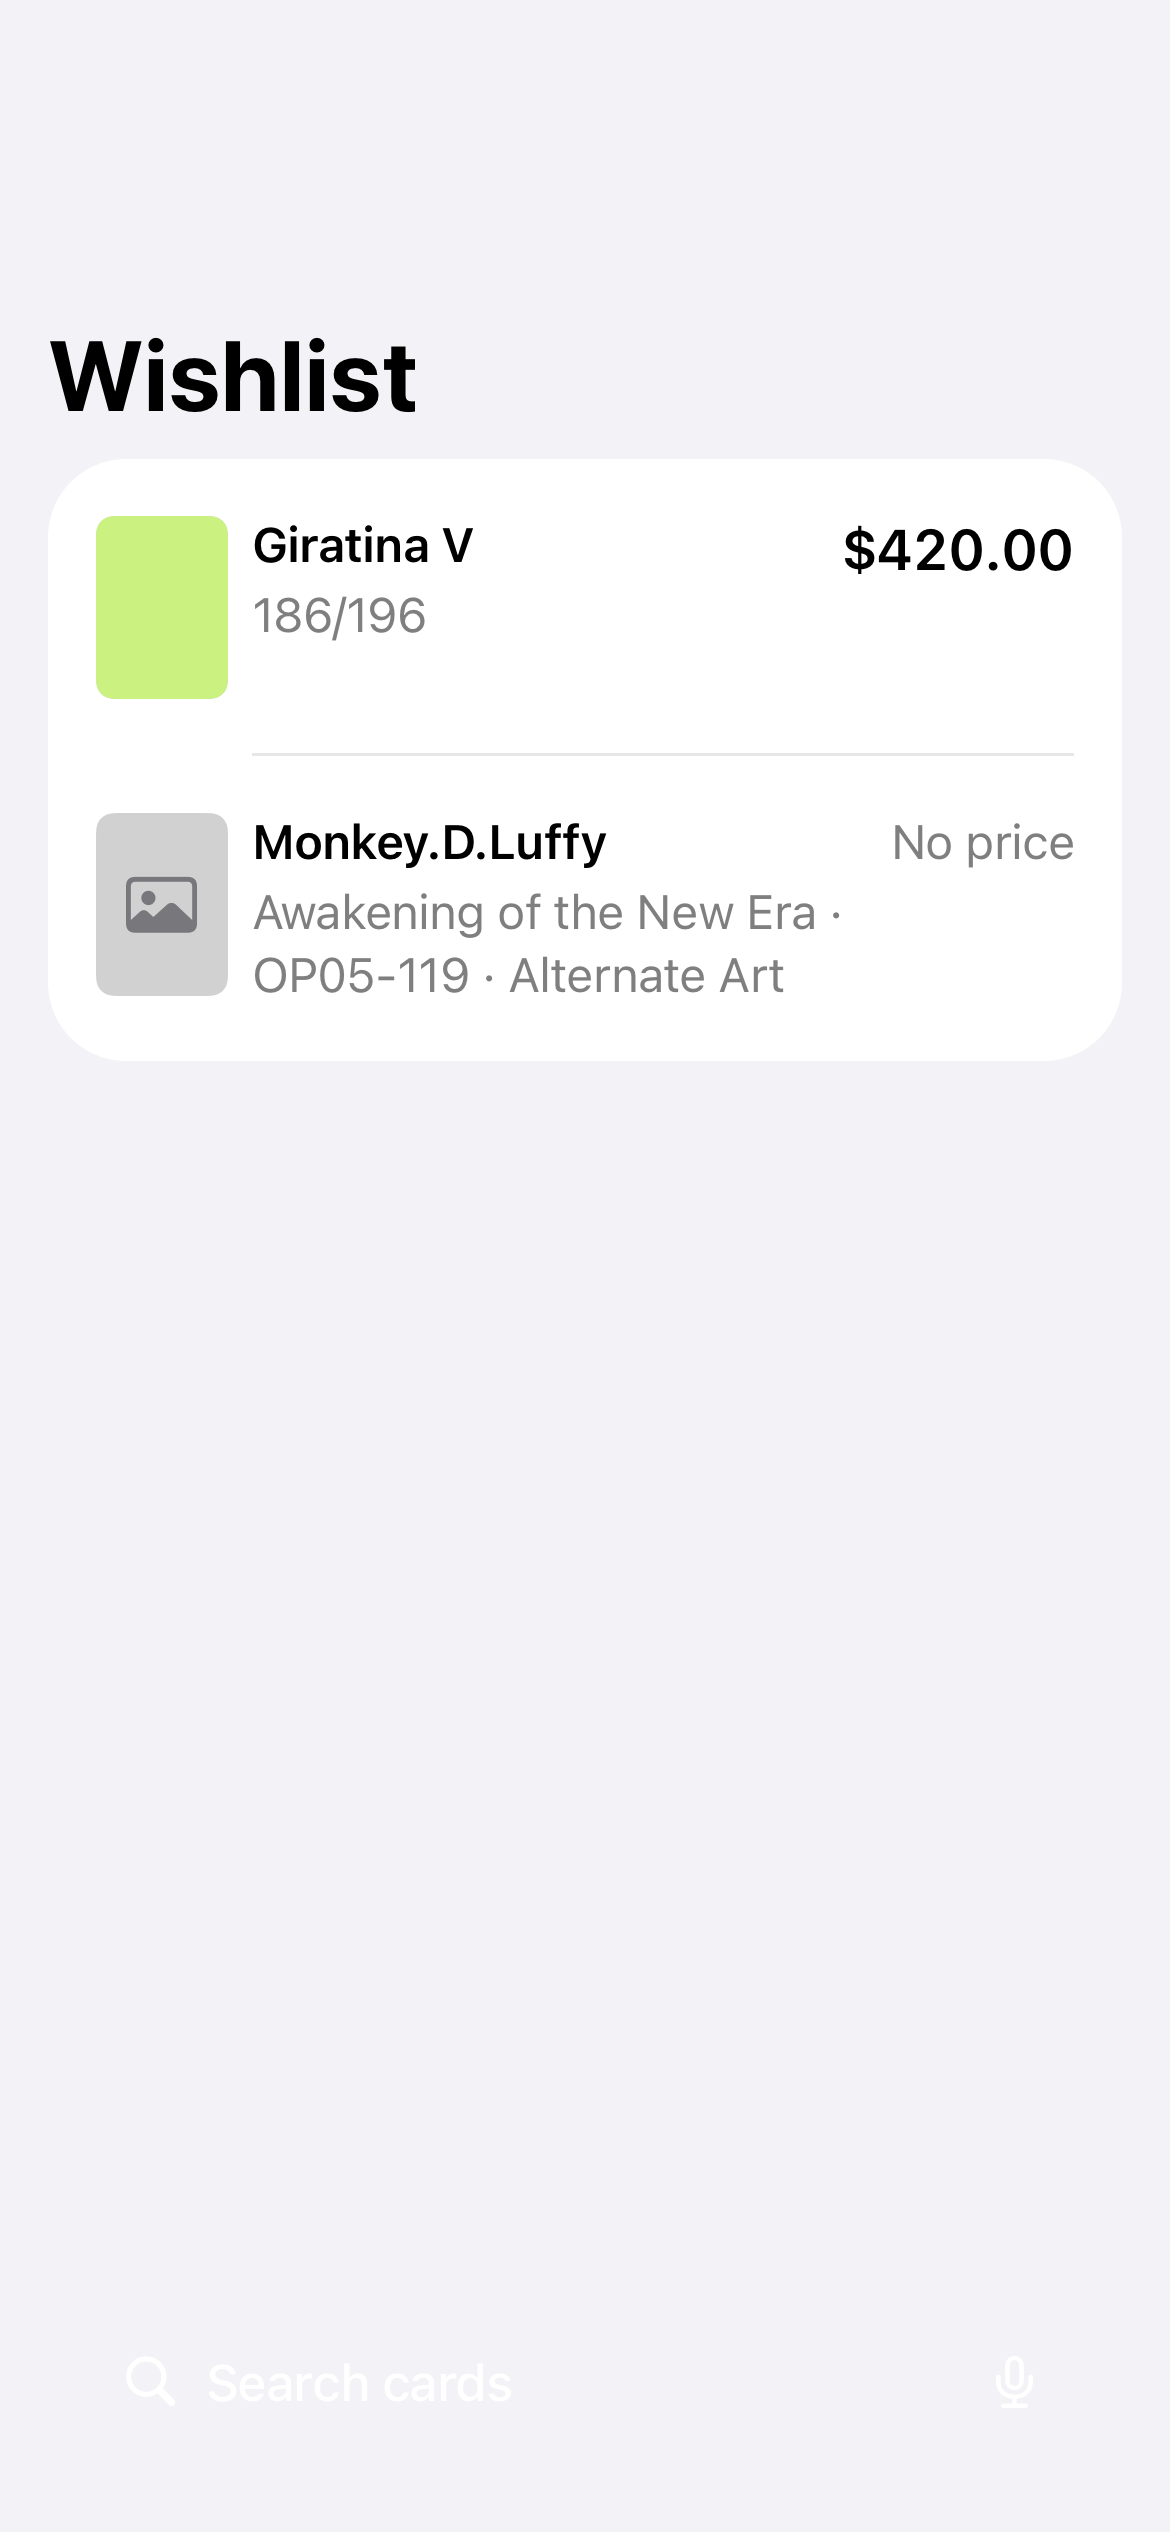 Wishlist
Giratina V
$420.00
186/196
Monkey.D.Luffy
No price
Awakening of the New Era ·
OP05-119 · Alternate Art
Search cards